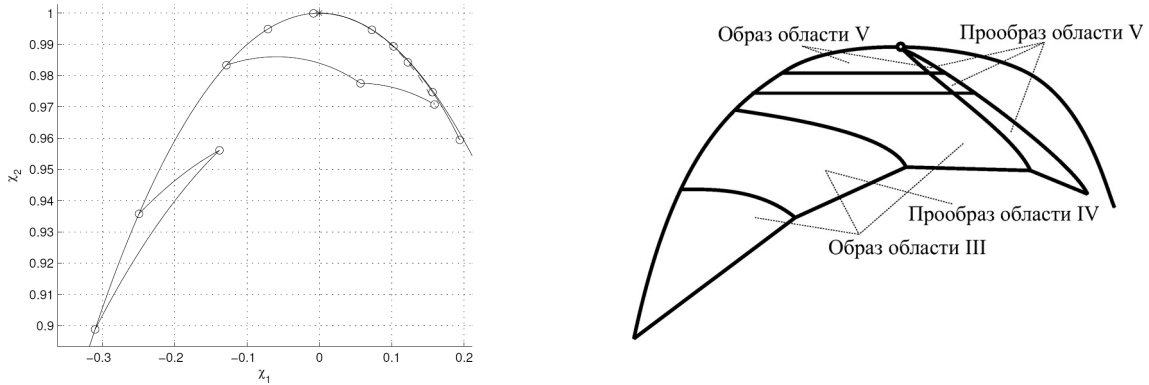 1
0.99
0.98
0.97
0.96
0.95
0.94
0.93
0.92
0.91
0.9
χ2
−0.3 −0.2 −0.1 0 0.1 0.2
χ1
Образ области V
Прообраз области V
Прообраз области IV
Образ области III